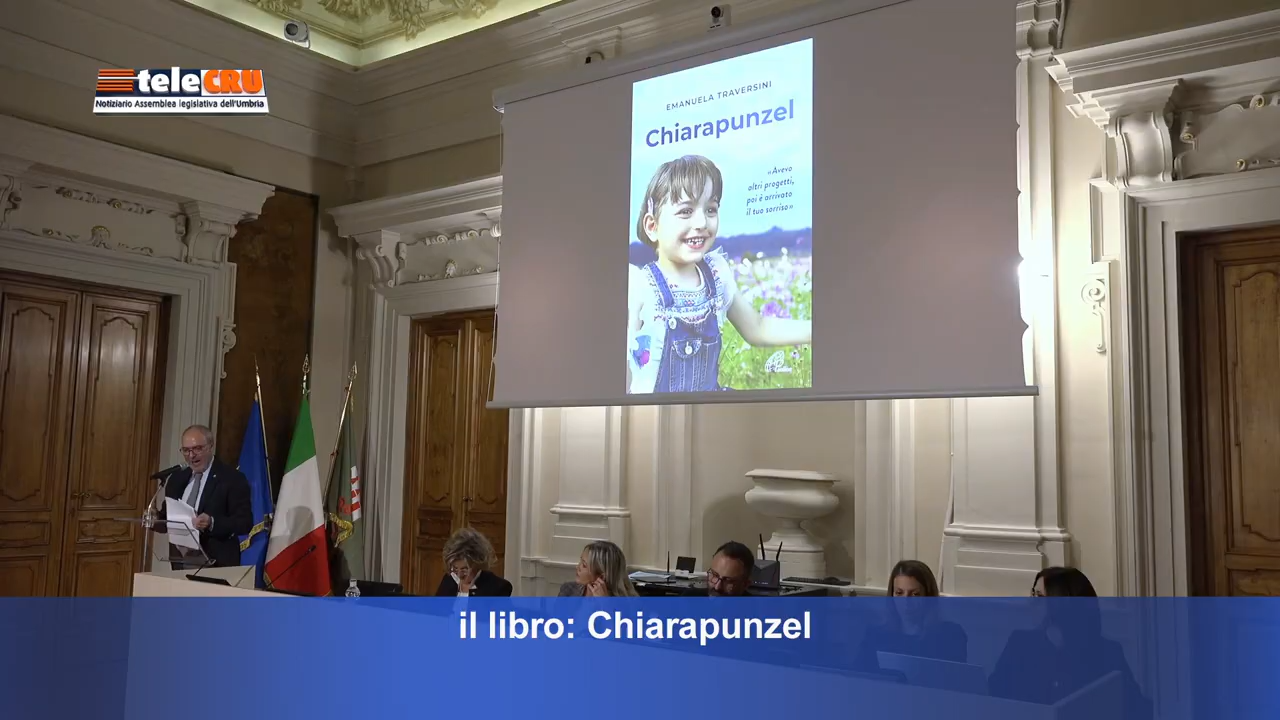 teleCRU
Notiziario Assemblea legislativa dell'Umbria
EMANUELA TRAVERSINI
Chiarapunzel
«Avevo
altri progetti,
poi è arrivato
il tuo sorriso»
il libro: Chiarapunzel